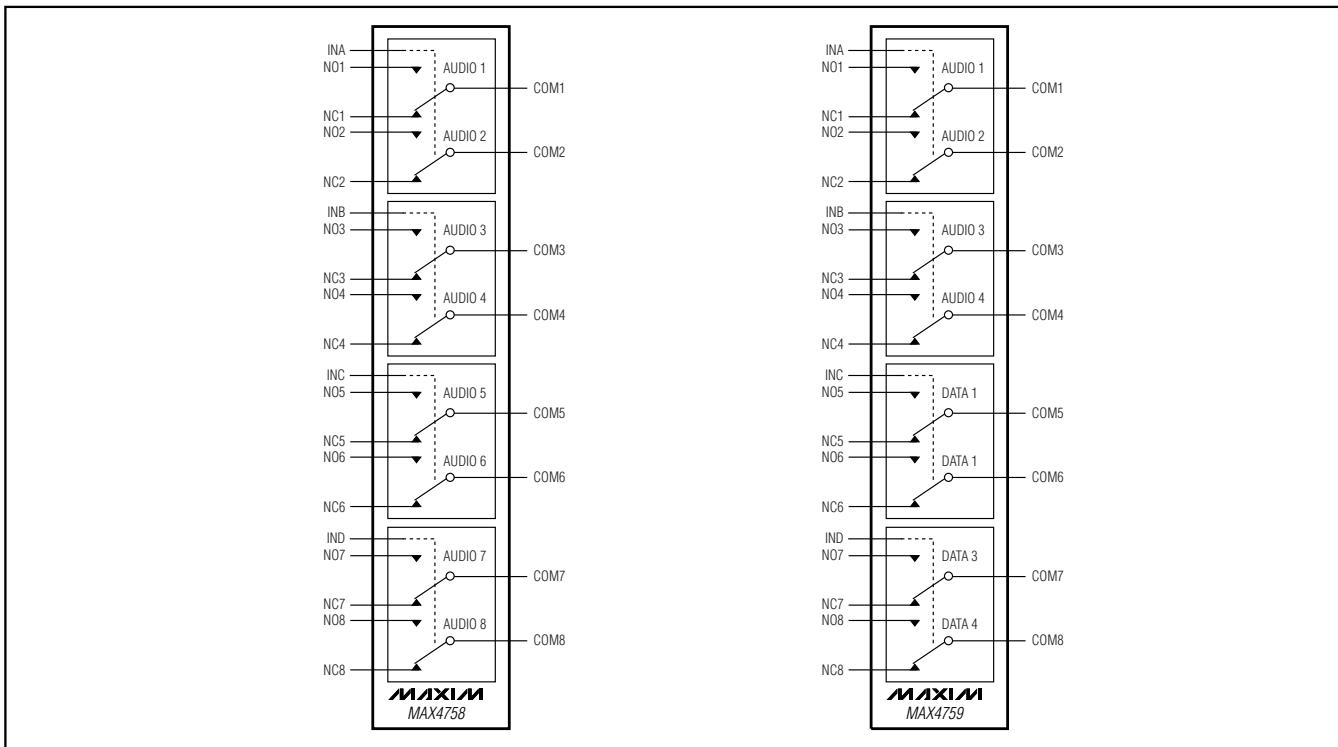 INA
NO1
AUDIO 1
COM1
NC1
NO2
AUDIO 2
COM2
NC2
INB
NO3
AUDIO 3
COM3
NC3
NO4
AUDIO 4
COM4
NC4
INC
NO5
AUDIO 5
COM5
NC5
NO6
AUDIO 6
COM6
NC6
IND
NO7
AUDIO 7
COM7
NC7
NO8
AUDIO 8
COM8
NC8
MAXIM
MAX4758
INA
NO1
AUDIO 1
COM1
NC1
NO2
AUDIO 2
COM2
NC2
INB
NO3
AUDIO 3
COM3
NC3
NO4
AUDIO 4
COM4
NC4
INC
NO5
DATA 1
COM5
NC5
NO6
DATA 1
COM6
NC6
IND
NO7
DATA 3
COM7
NC7
NO8
DATA 4
COM8
NC8
MAXIM
MAX4759